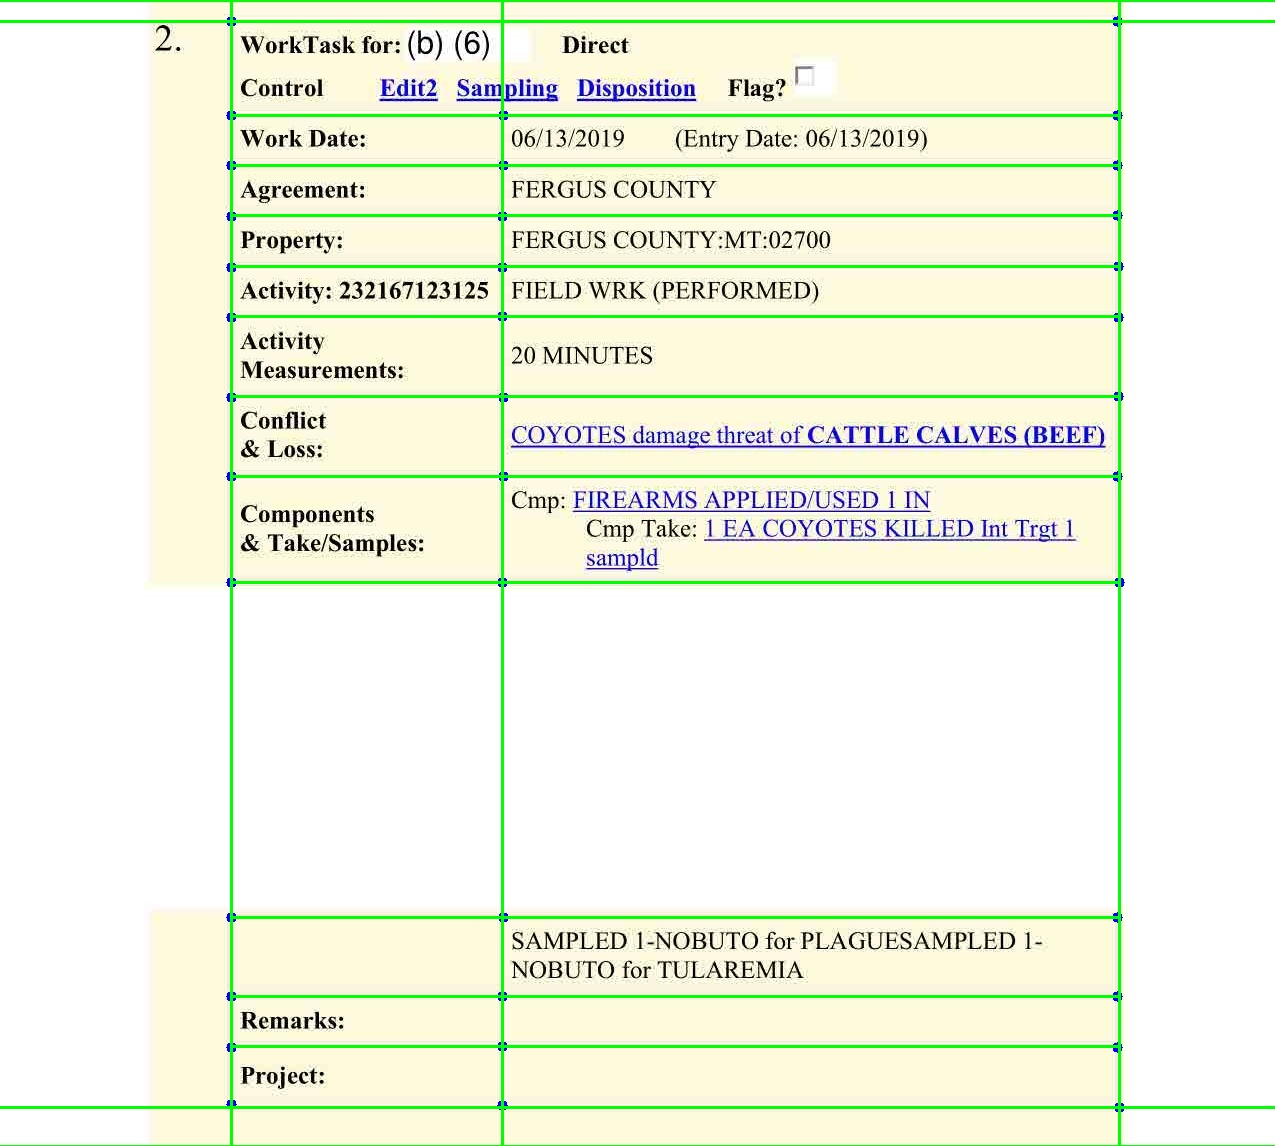 2.
WorkTask for: (b) (6) Direct
Control Edit2 Sampling Disposition Flag?
Work Date: 06/13/2019 (Entry Date: 06/13/2019)
Agreement: FERGUS COUNTY
Property: FERGUS COUNTY:MT:02700
Activity: 232167123125 FIELD WRK (PERFORMED)
Activity
Measurements: 20 MINUTES
Conflict
& Loss: COYOTES damage threat of CATTLE CALVES (BEEF)
Components
& Take/Samples: Cmp: FIREARMS APPLIED/USED 1 IN
Cmp Take: 1 EA COYOTES KILLED Int Trgt 1
sampld
SAMPLED 1-NOBUTO for PLAGUESAMPLED 1-
NOBUTO for TULAREMIA
Remarks:
Project: